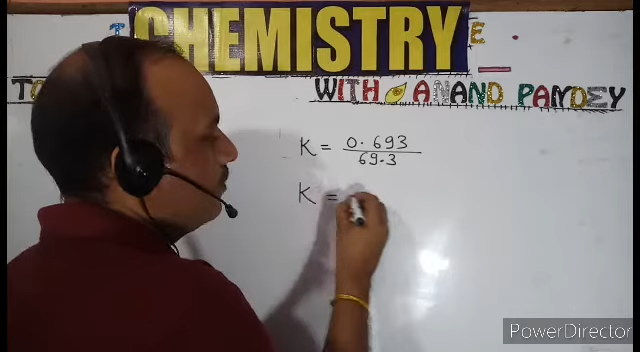 CHEMISTRY
WITH ANAND PANDEY
K = 0.693
69.3
K =
PowerDirector